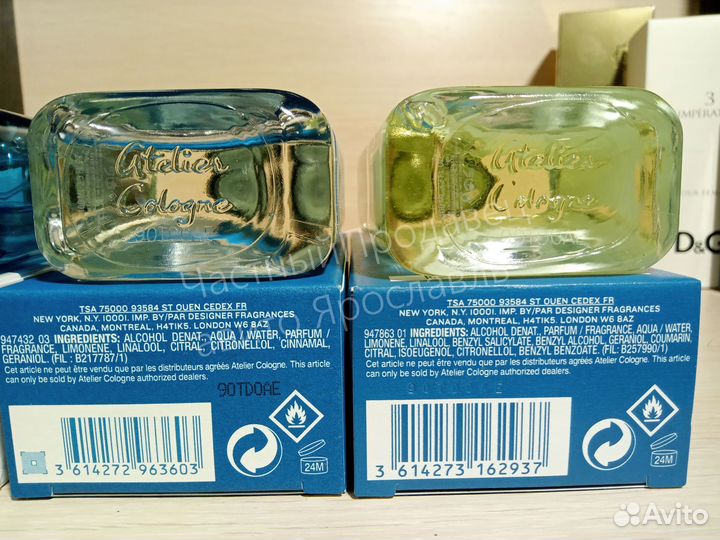 Atelier
Cologne
Atelier
Cologne
3
D&G
Частный Продавец
Ярославль
TSA 75000 93584 ST OUEN CEDEX FR
NEW YORK, N.Y. 10001. IMP. BY/PAR DESIGNER FRAGRANCES
CANADA, MONTREAL, H4T1K5. LONDON W6 8AZ
947432 03 INGREDIENTS: ALCOHOL DENAT., AQUA / WATER, PARFUM /
FRAGRANCE, LIMONENE, LINALOOL, CITRAL, CITRONELLOL, CINNAMAL,
GERANIOL (FIL : B217787/1)
Cet article ne peut être vendu que par les distributeurs agréés Atelier Cologne. This article
can only be sold by Atelier Cologne authorized dealers.
90TD0AE
3 614272 963603
24M
TSA 75000 93584 ST OUEN CEDEX FR
NEW YORK, N.Y. 10001. IMP. BY/PAR DESIGNER FRAGRANCES
CANADA, MONTREAL, H4T1K5. LONDON W6 8AZ
947863 01 INGREDIENTS: ALCOHOL DENAT., PARFUM / FRAGRANCE, AQUA / WATER,
LIMONENE, LINALOOL, BENZYL SALICYLATE, BENZYL ALCOHOL, GERANIOL, COUMARIN,
CITRAL, ISOEUGENOL, CITRONELLOL, BENZYL BENZOATE. (FIL : B257990/1)
Cet article ne peut être vendu que par les distributeurs agréés Atelier Cologne. This article
can only be sold by Atelier Cologne authorized dealers.
3 614273 162937
24M
Avito